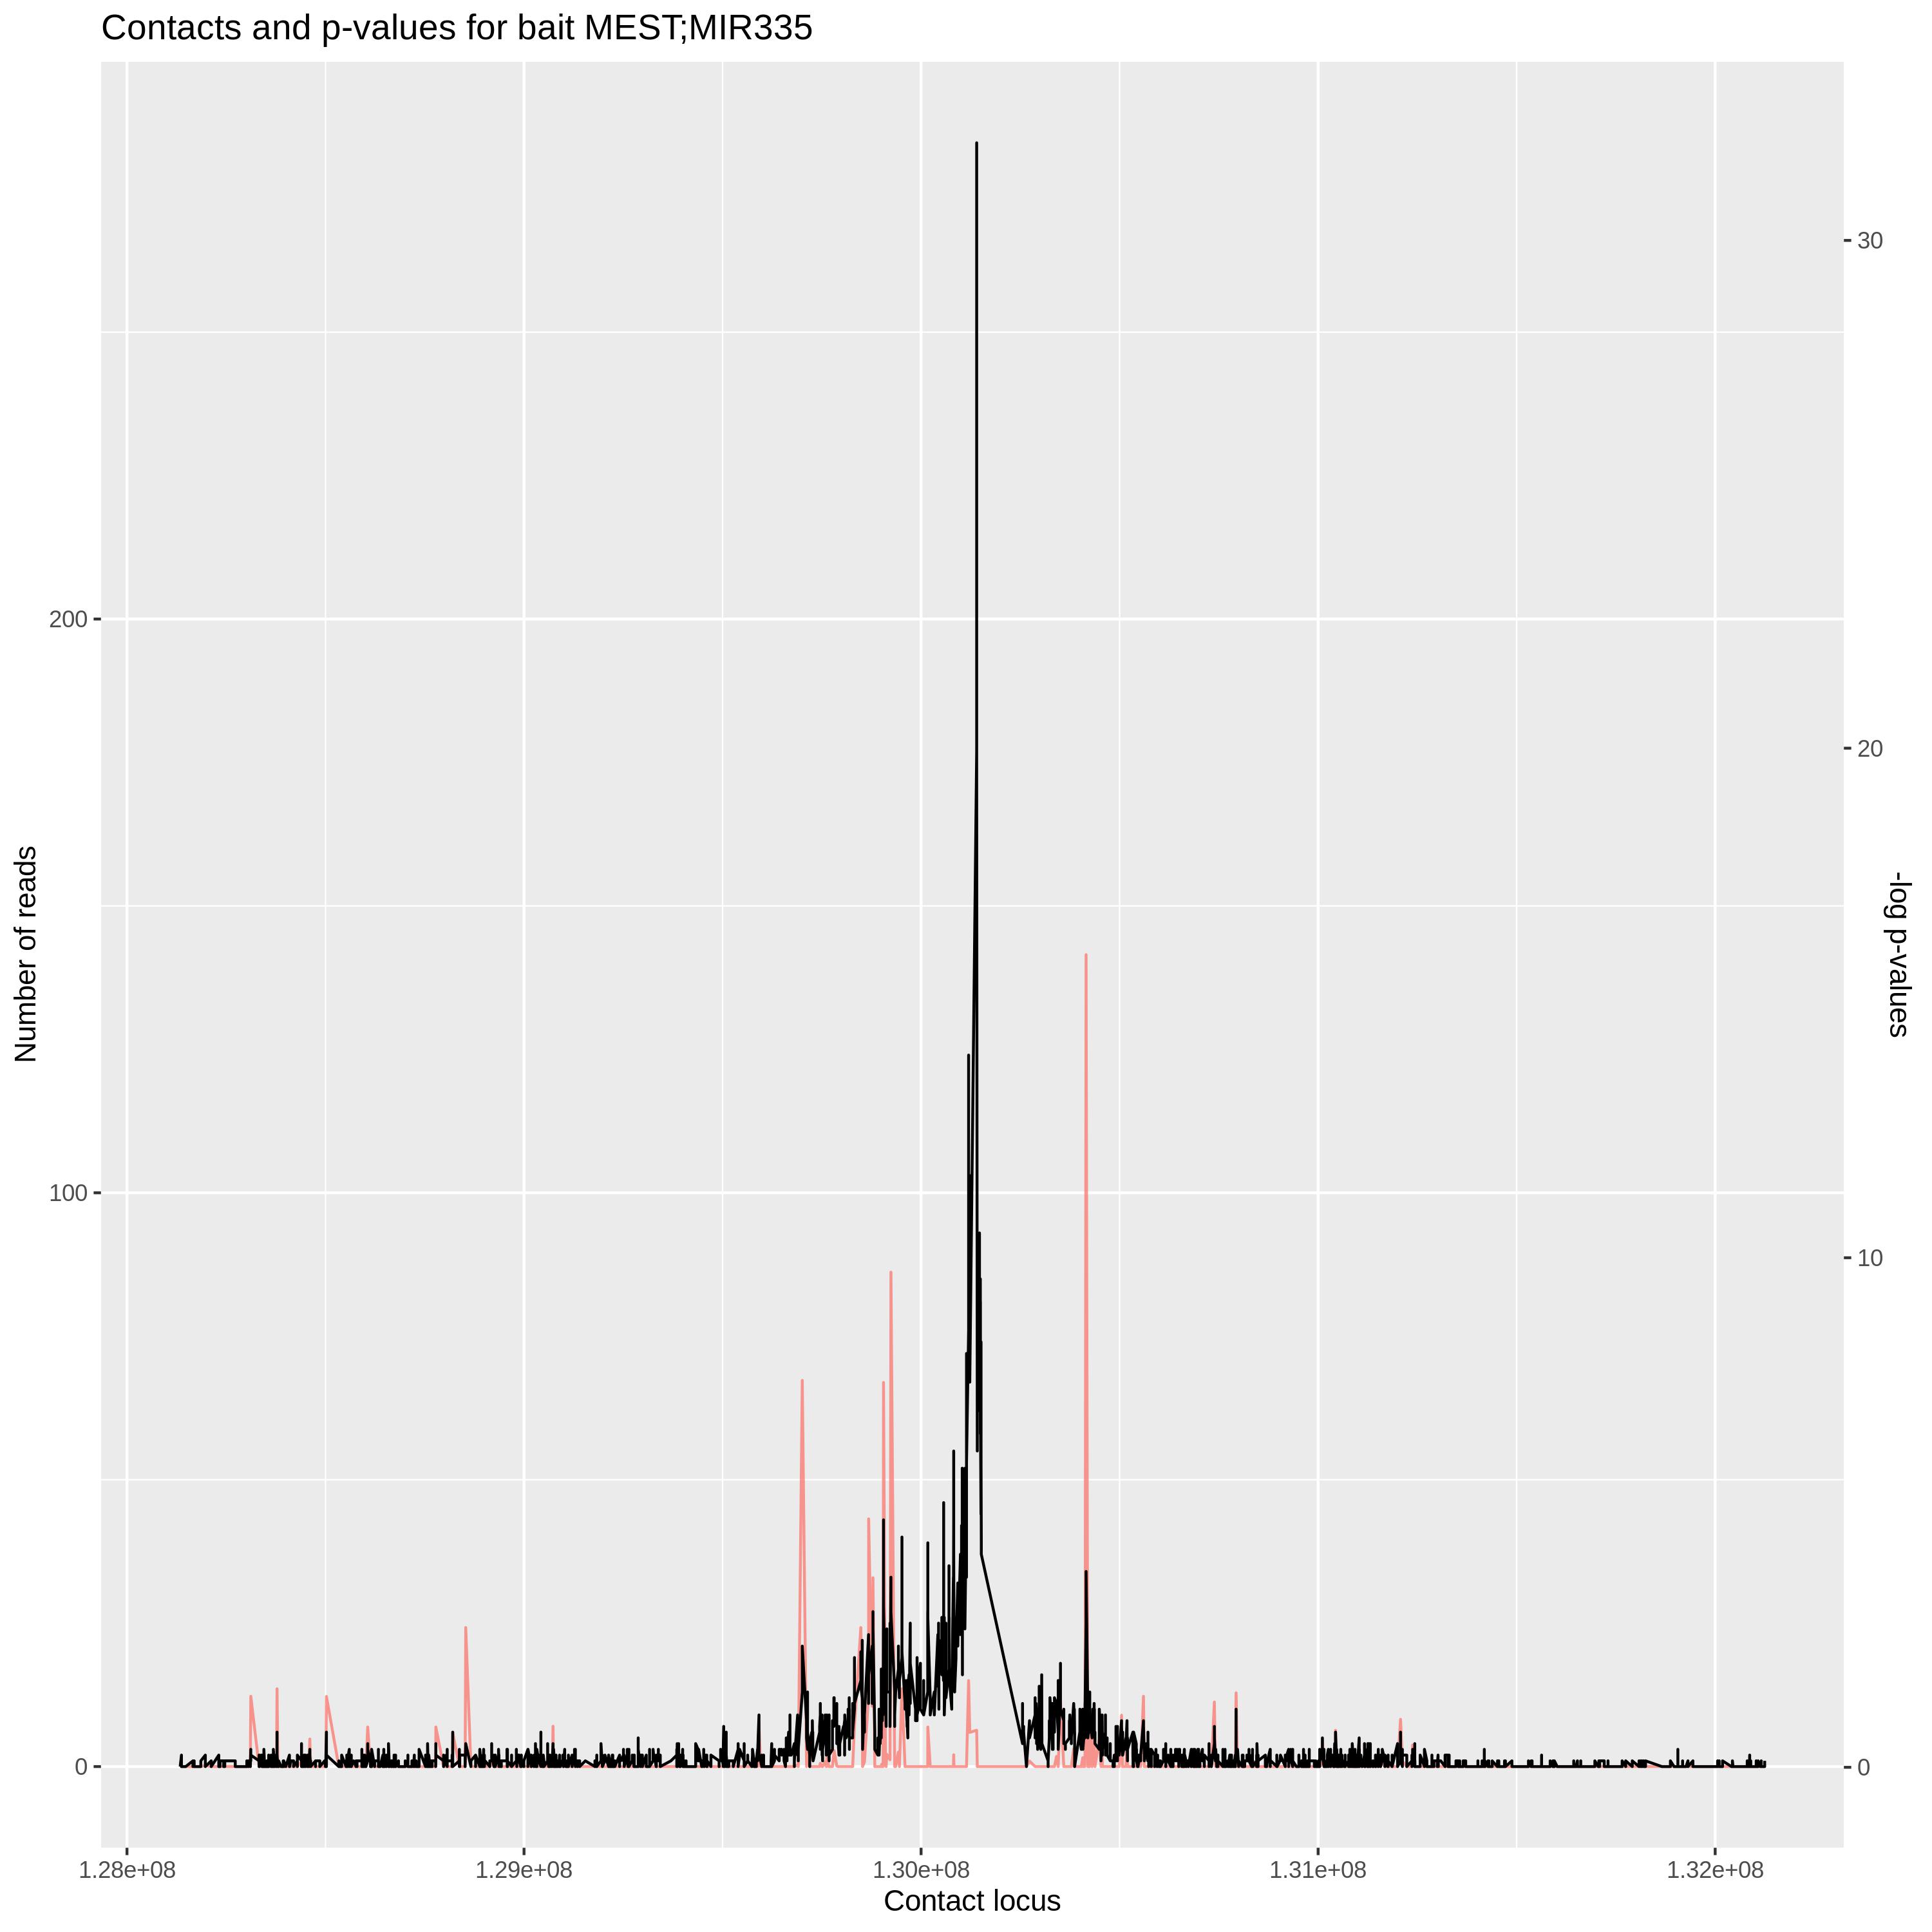 Contacts and p-values for bait MEST;MIR335
Number of reads
200
100
0
30
20
10
0
-log p-values
1.28e+08
1.29e+08
1.30e+08
1.31e+08
1.32e+08
Contact locus